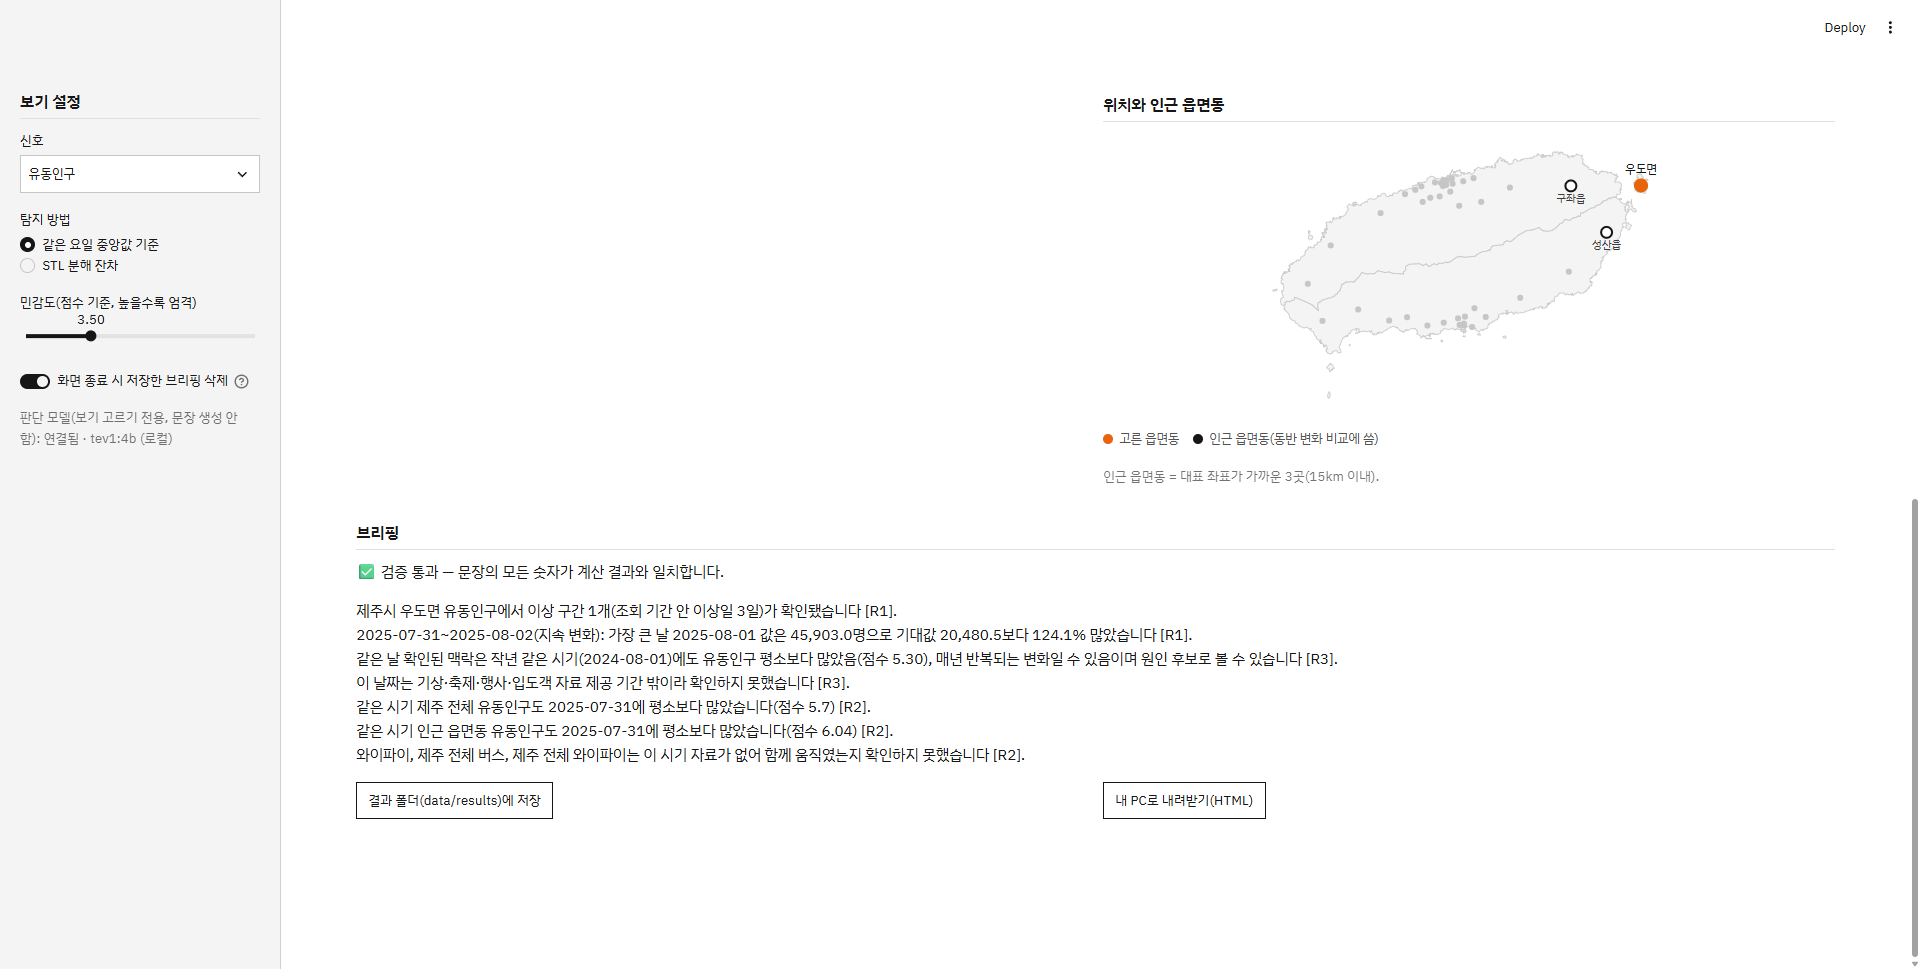 Deploy
보기 설정
신호
유동인구
탐지 방법
같은 요일 중앙값 기준
STL 분해 잔차
민감도(점수 기준, 높을수록 엄격)
3.50
화면 종료 시 저장한 브리핑 삭제
판단 모델(보기 고르기 전용, 문장 생성 안
함): 연결됨 · tev1:4b (로컬)
위치와 인근 읍면동
우도면
구좌읍
성산읍
고른 읍면동
인근 읍면동(동반 변화 비교에 씀)
인근 읍면동 = 대표 좌표가 가까운 3곳(15km 이내).
브리핑
✅ 검증 통과 — 문장의 모든 숫자가 계산 결과와 일치합니다.
제주시 우도면 유동인구에서 이상 구간 1개(조회 기간 안 이상일 3일)가 확인됐습니다 [R1].
2025-07-31~2025-08-02(지속 변화): 가장 큰 날 2025-08-01 값은 45,903.0명으로 기대값 20,480.5보다 124.1% 많았습니다 [R1].
같은 날 확인된 맥락은 작년 같은 시기(2024-08-01)에도 유동인구 평소보다 많았음(점수 5.30), 매년 반복되는 변화일 수 있음이며 원인 후보로 볼 수 있습니다 [R3].
이 날짜는 기상·축제·행사·입도객 자료 제공 기간 밖이라 확인하지 못했습니다 [R3].
같은 시기 제주 전체 유동인구도 2025-07-31에 평소보다 많았습니다(점수 5.7) [R2].
같은 시기 인근 읍면동 유동인구도 2025-07-31에 평소보다 많았습니다(점수 6.04) [R2].
와이파이, 제주 전체 버스, 제주 전체 와이파이는 이 시기 자료가 없어 함께 움직였는지 확인하지 못했습니다 [R2].
결과 폴더(data/results)에 저장
내 PC로 내려받기(HTML)